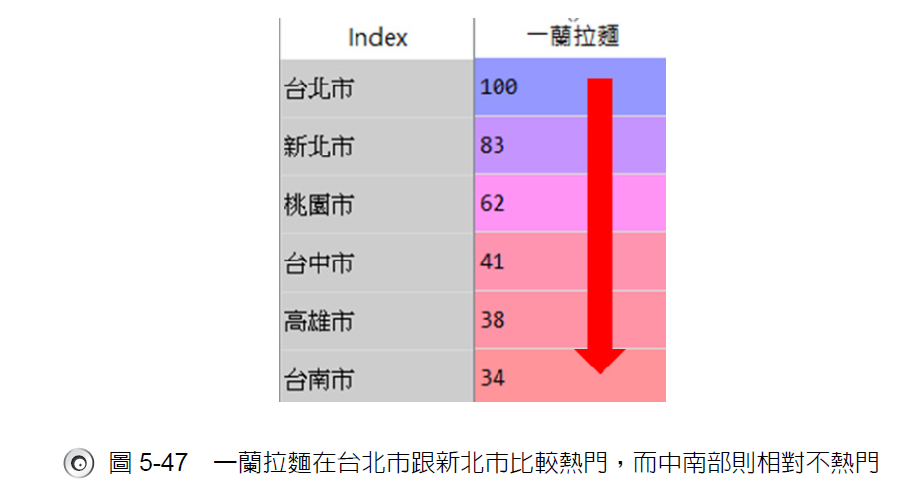 Index 一蘭拉麵
台北市 100
新北市 83
桃園市 62
台中市 41
高雄市 38
台南市 34
圖 5-47 一蘭拉麵在台北市跟新北市比較熱門，而中南部則相對不熱門